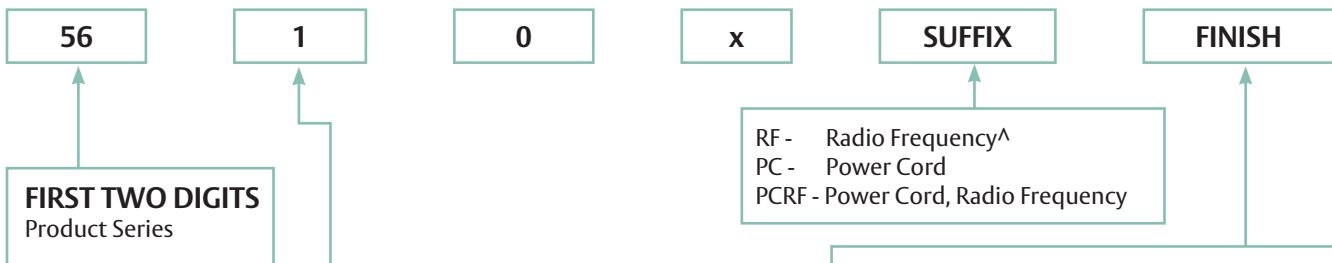 56 1 0 x SUFFIX FINISH
RF - Radio Frequency^
PC - Power Cord
PCRF - Power Cord, Radio Frequency
FIRST TWO DIGITS
Product Series